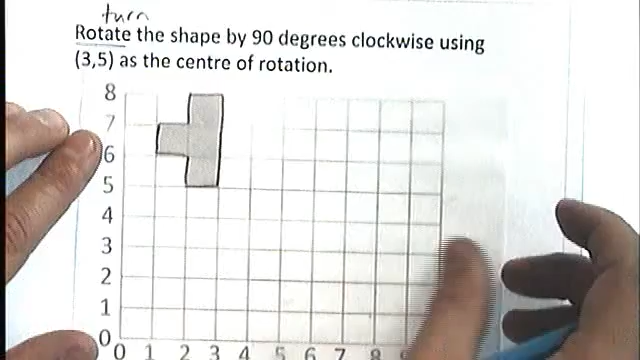 turn
Rotate the shape by 90 degrees clockwise using
(3,5) as the centre of rotation.
8
7
6
5
4
3
2
1
0
0 1 2 3 4 5 6 7 8